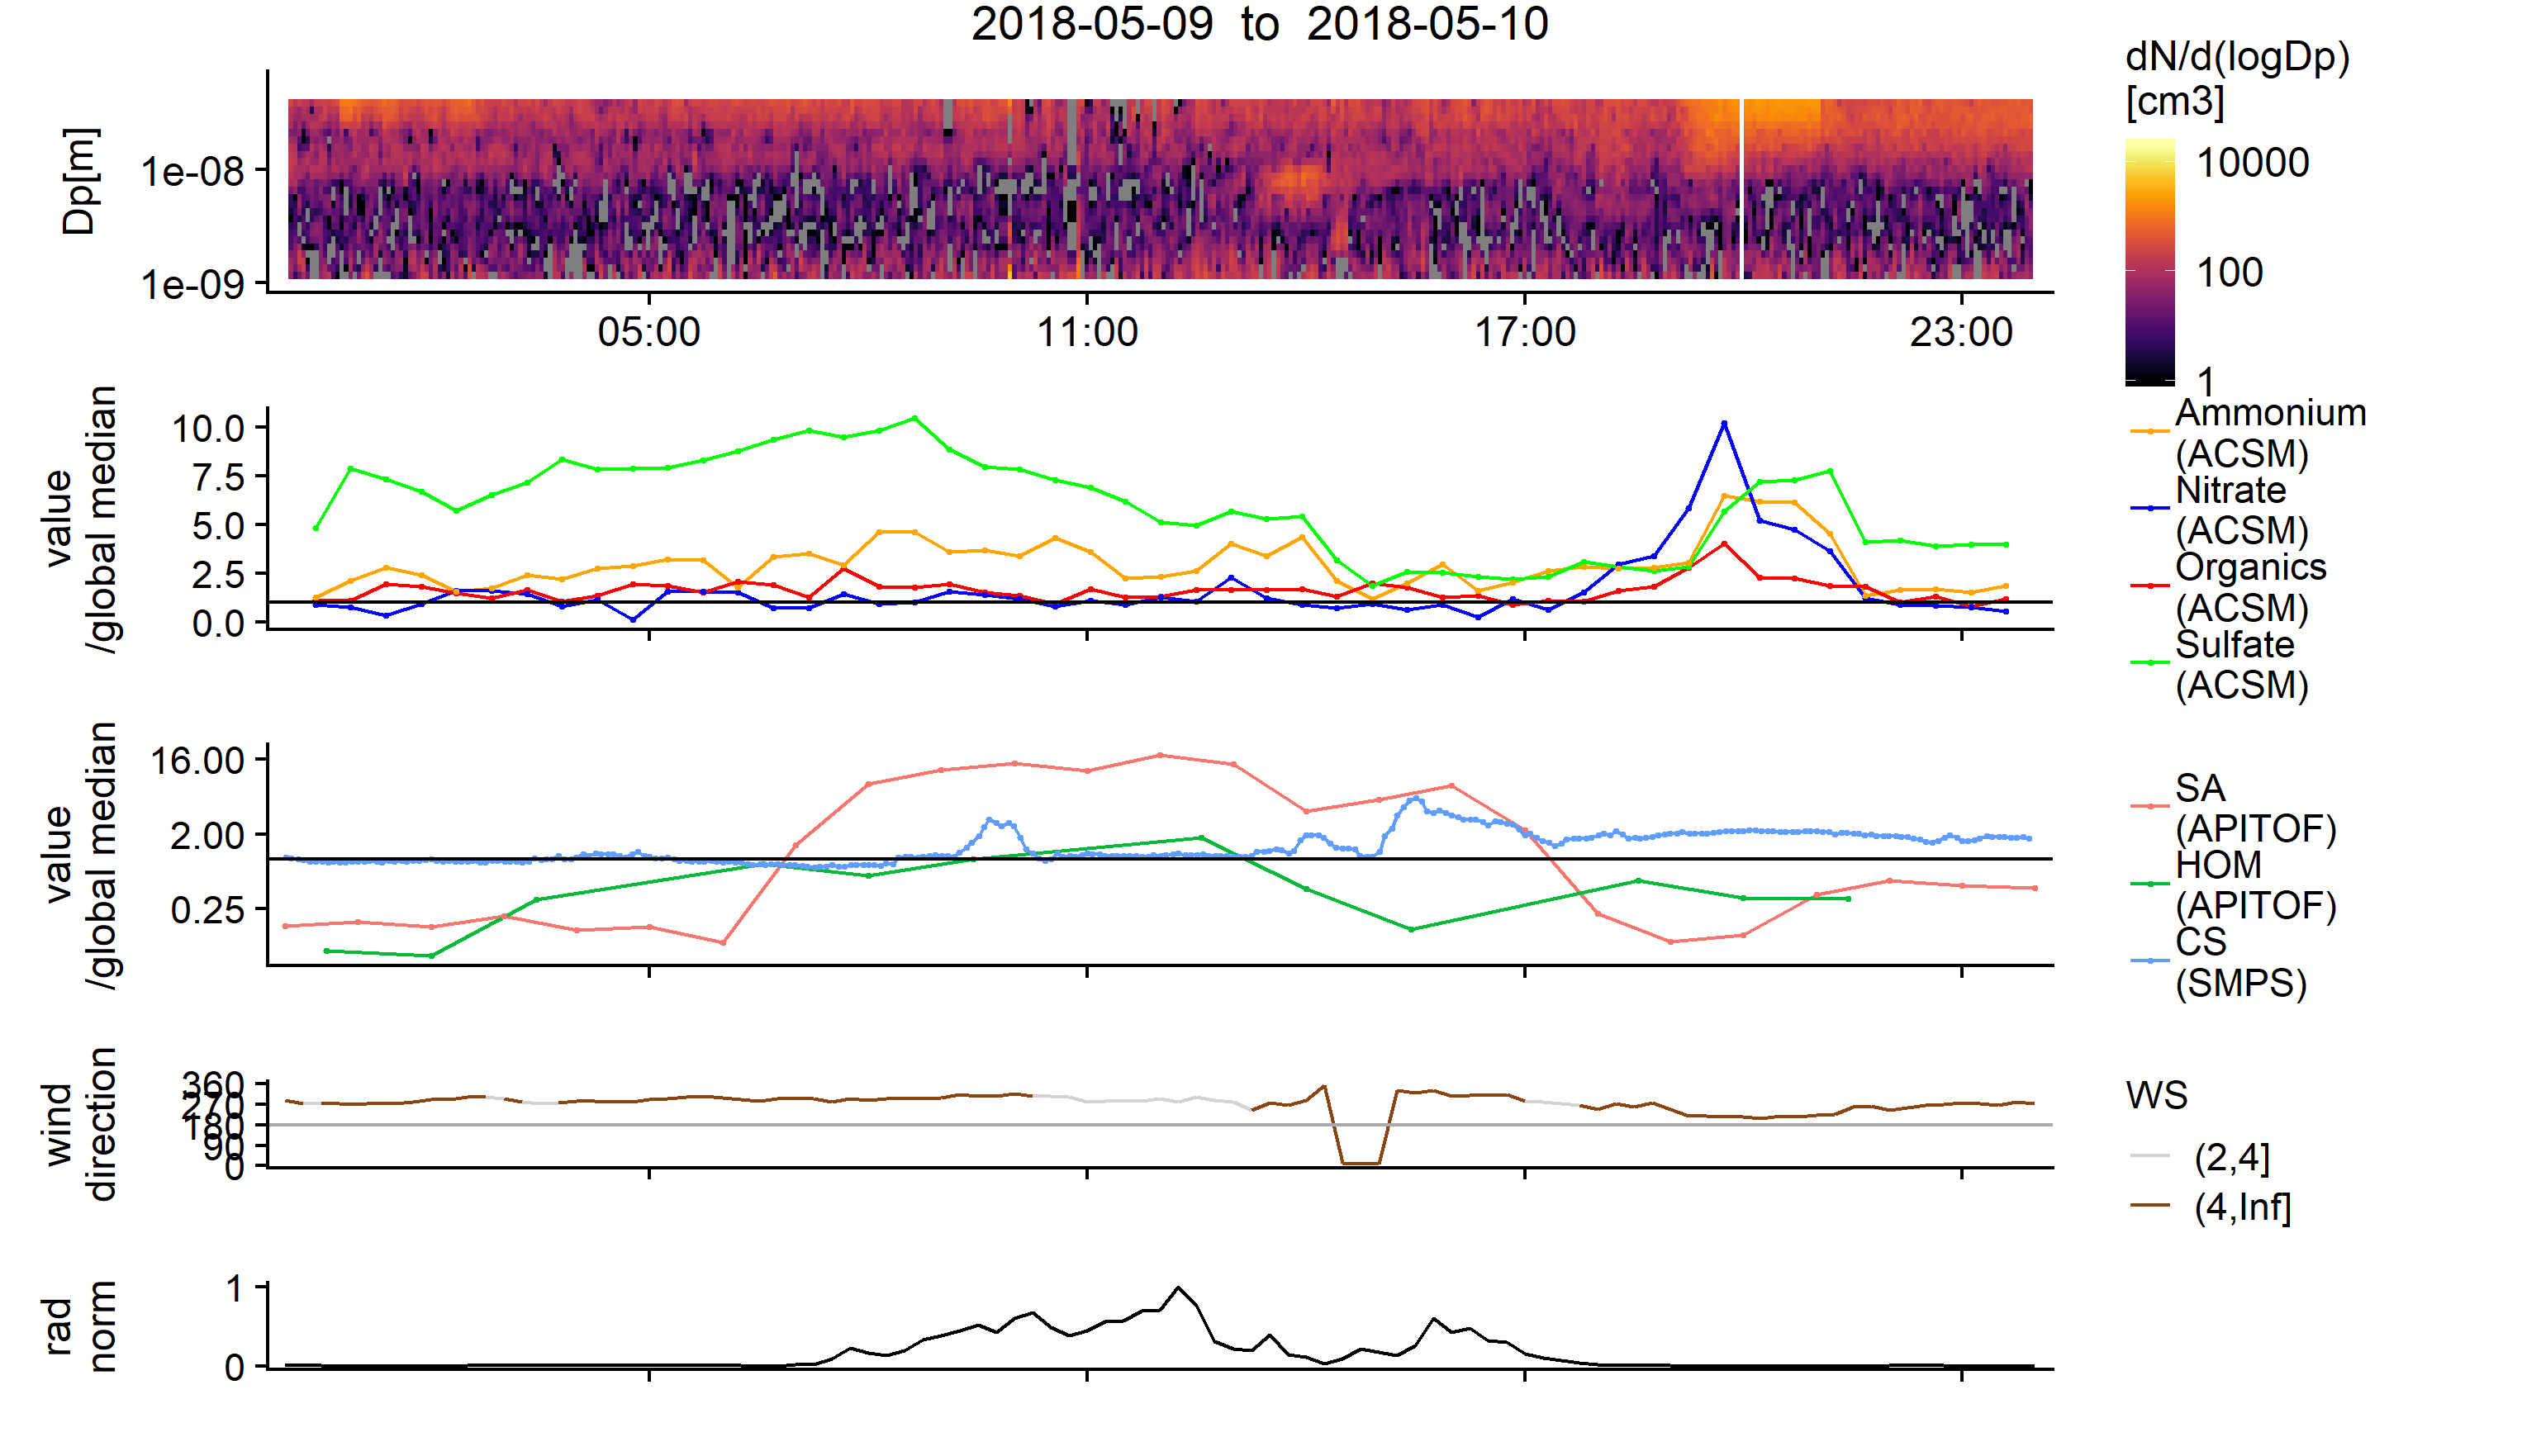 2018-05-09 to 2018-05-10
Dp[m]
1e-08
1e-09
05:00
11:00
17:00
23:00
dN/d(logDp)
[cm3]
10000
100
1
value
/global median
10.0
7.5
5.0
2.5
0.0
Ammonium
(ACSM)
Nitrate
(ACSM)
Organics
(ACSM)
Sulfate
(ACSM)
value
/global median
16.00
2.00
0.25
SA
(APITOF)
HOM
(APITOF)
CS
(SMPS)
wind
direction
360
270
180
90
0
WS
(2,4]
(4,Inf]
rad
norm
1
0